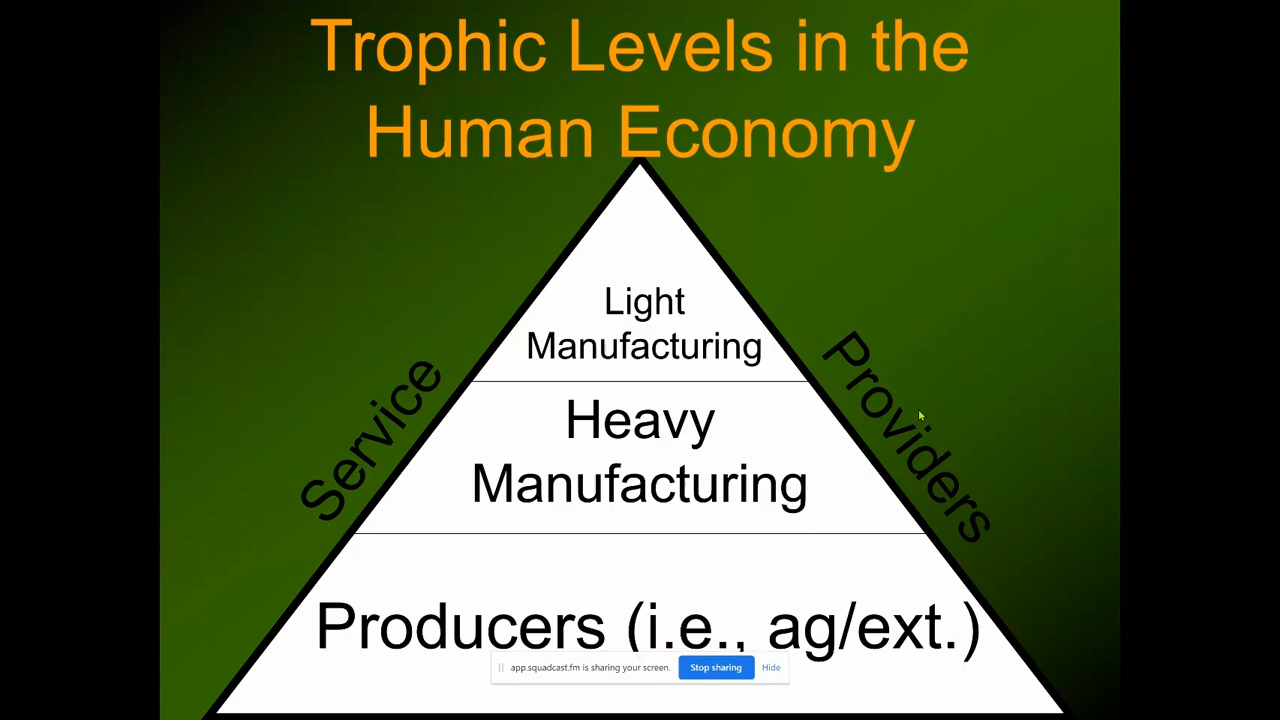 Trophic Levels in the
Human Economy
Light
Manufacturing
Service
Providers
Heavy
Manufacturing
Producers (i.e., ag/ext.)
app.squadcast.fm is sharing your screen.
Stop sharing
Hide